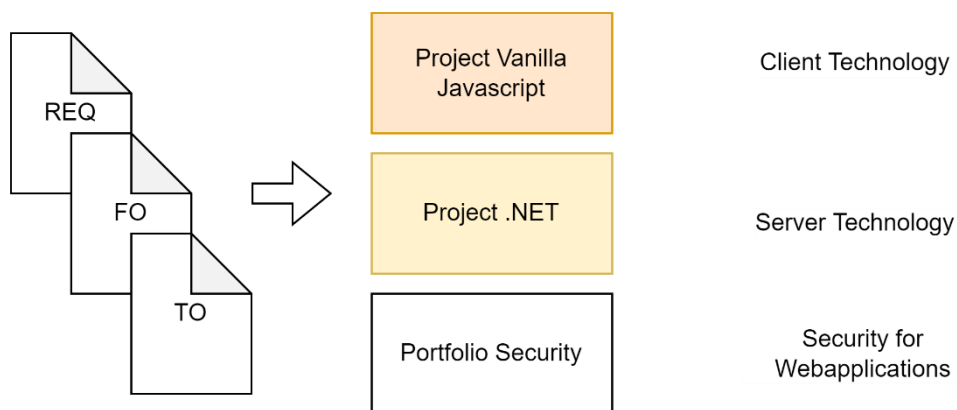 REQ
FO
TO
Project Vanilla
Javascript
Client Technology
Project .NET
Server Technology
Portfolio Security
Security for
Webapplications